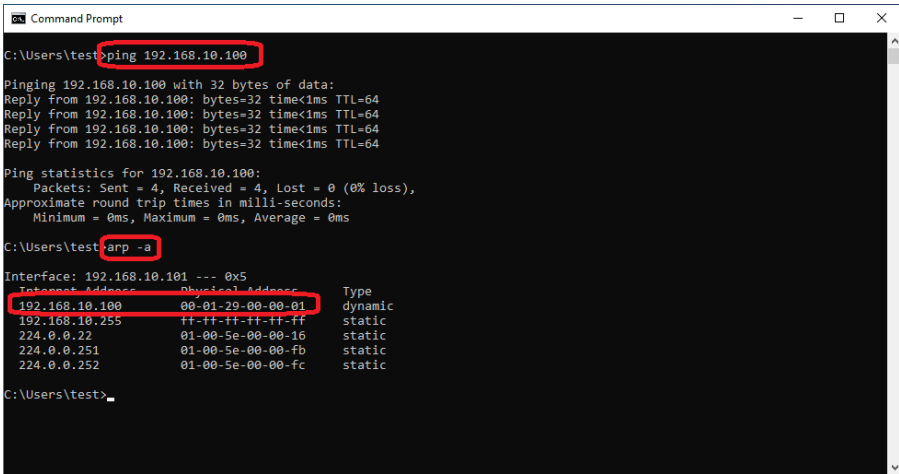 Command Prompt
C:\Users\test>ping 192.168.10.100
Pinging 192.168.10.100 with 32 bytes of data:
Reply from 192.168.10.100: bytes=32 time<1ms TTL=64
Reply from 192.168.10.100: bytes=32 time<1ms TTL=64
Reply from 192.168.10.100: bytes=32 time<1ms TTL=64
Reply from 192.168.10.100: bytes=32 time<1ms TTL=64
Ping statistics for 192.168.10.100:
Packets: Sent = 4, Received = 4, Lost = 0 (0% loss),
Approximate round trip times in milli-seconds:
Minimum = 0ms, Maximum = 0ms, Average = 0ms
C:\Users\test>arp -a
Interface: 192.168.10.101 --- 0x5
Internet Address Physical Address Type
192.168.10.100 00-01-29-00-00-01 dynamic
192.168.10.255 ff-ff-ff-ff-ff-ff static
224.0.0.22 01-00-5e-00-00-16 static
224.0.0.251 01-00-5e-00-00-fb static
224.0.0.252 01-00-5e-00-00-fc static
C:\Users\test>